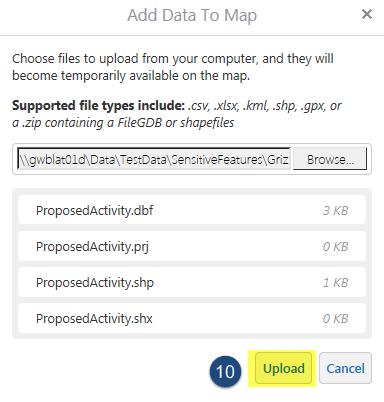 Add Data To Map ×
Choose files to upload from your computer, and they will
become temporarily available on the map.
Supported file types include: .csv, .xlsx, .kml, .shp, .gpx, or
a .zip containing a FileGDB or shapefiles
\\gwblat01d\Data\TestData\SensitiveFeatures\Griz Browse...
ProposedActivity.dbf 3 KB
ProposedActivity.prj 0 KB
ProposedActivity.shp 1 KB
ProposedActivity.shx 0 KB
10 Upload Cancel